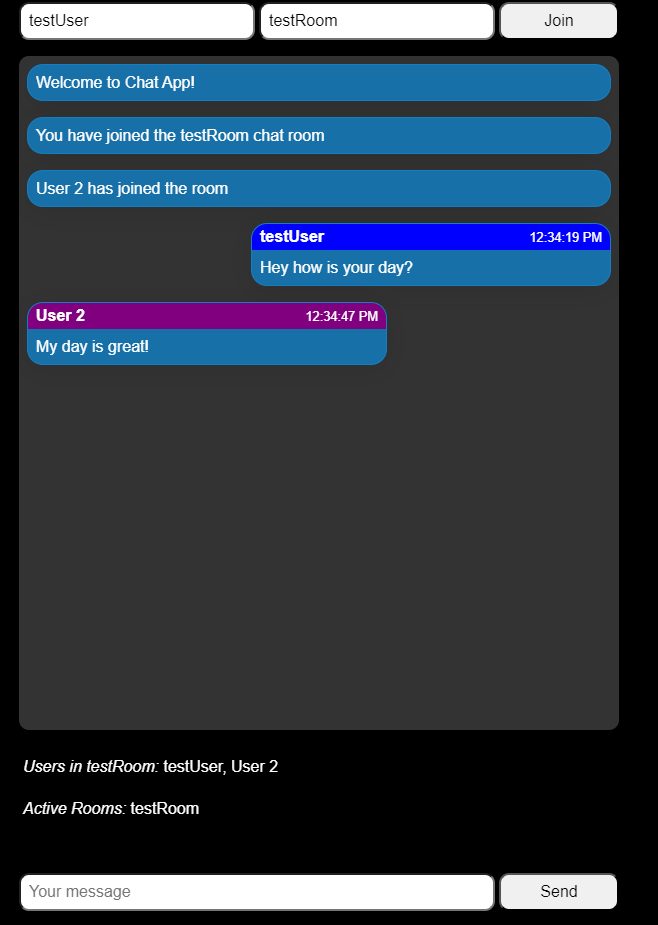 testUser testRoom Join
Welcome to Chat App!
You have joined the testRoom chat room
User 2 has joined the room
testUser 12:34:19 PM
Hey how is your day?
User 2 12:34:47 PM
My day is great!
Users in testRoom: testUser, User 2
Active Rooms: testRoom
Your message Send